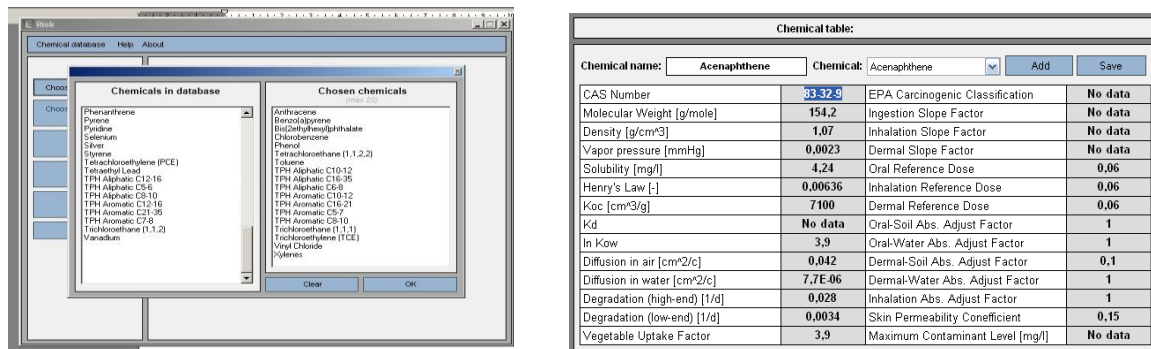 E Risk
Chemical database Help About
Choos
Choos
Chemicals in database
Phenanthrene
Pyrene
Pyridine
Selenium
Silver
Styrene
Tetrachloroethylene (PCE)
Tetraethyl Lead
TPH Aliphatic C12-16
TPH Aliphatic C5-6
TPH Aliphatic C8-10
TPH Aromatic C12-16
TPH Aromatic C21-35
TPH Aromatic C7-8
Trichloroethane (1,1,2)
Vanadium
Chosen chemicals
(max 20)
Anthracene
Benzo(a)pyrene
Bis(2ethylhexyl)phthalate
Chlorobenzene
Phenol
Tetrachloroethane (1,1,2,2)
Toluene
TPH Aliphatic C10-12
TPH Aliphatic C16-35
TPH Aliphatic C6-8
TPH Aromatic C10-12
TPH Aromatic C16-21
TPH Aromatic C5-7
TPH Aromatic C8-10
Trichloroethane (1,1,1)
Trichloroethylene (TCE)
Vinyl Chloride
Xylenes
Clear OK
Chemical table:
Chemical name: Acenaphthene Chemical: Acenaphthene Add Save
CAS Number 83-32-9 EPA Carcinogenic Classification No data
Molecular Weight [g/mole] 154,2 Ingestion Slope Factor No data
Density [g/cm^3] 1,07 Inhalation Slope Factor No data
Vapor pressure [mmHg] 0,0023 Dermal Slope Factor No data
Solubility [mg/l] 4,24 Oral Reference Dose 0,06
Henry's Law [-] 0,00636 Inhalation Reference Dose 0,06
Koc [cm^3/g] 7100 Dermal Reference Dose 0,06
Kd No data Oral-Soil Abs. Adjust Factor 1
ln Kow 3,9 Oral-Water Abs. Adjust Factor 1
Diffusion in air [cm^2/c] 0,042 Dermal-Soil Abs. Adjust Factor 0,1
Diffusion in water [cm^2/c] 7,7E-06 Dermal-Water Abs. Adjust Factor 1
Degradation (high-end) [1/d] 0,028 Inhalation Abs. Adjust Factor 1
Degradation (low-end) [1/d] 0,0034 Skin Permeability Conefficient 0,15
Vegetable Uptake Factor 3,9 Maximum Contaminant Level [mg/l] No data